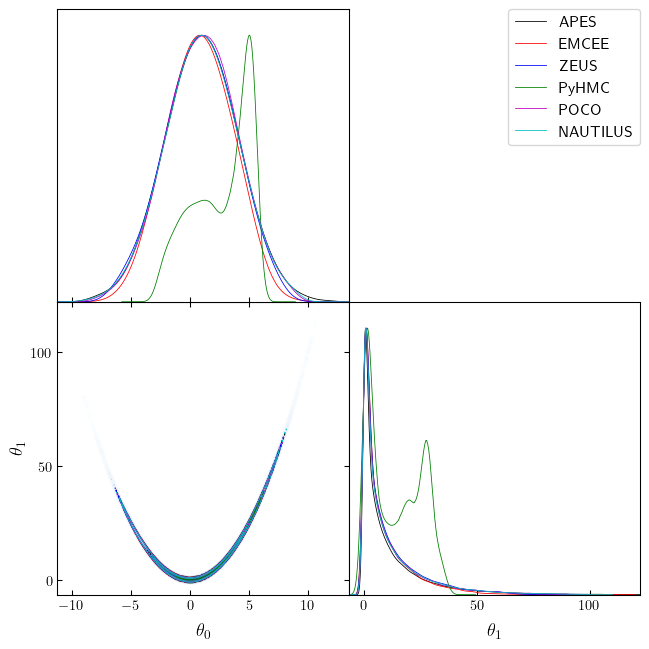 APES
EMCEE
ZEUS
PyHMC
POCO
NAUTILUS
100
50
0
θ₁
−10
−5
0
5
10
θ₀
0
50
100
θ₁